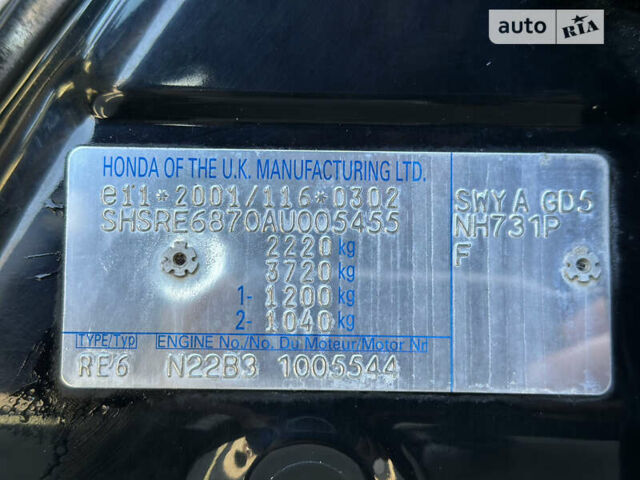 auto RIA
HONDA OF THE U.K. MANUFACTURING LTD.
e11*2001/116*0302
SHSRE6870AU005455
2220 kg
3720 kg
1- 1200 kg
2- 1040 kg
TYPE/Typ ENGINE No./No. Du Moteur/Motor Nr
RE6 N22B3 1005544
SWYA GD5
NH731P
F